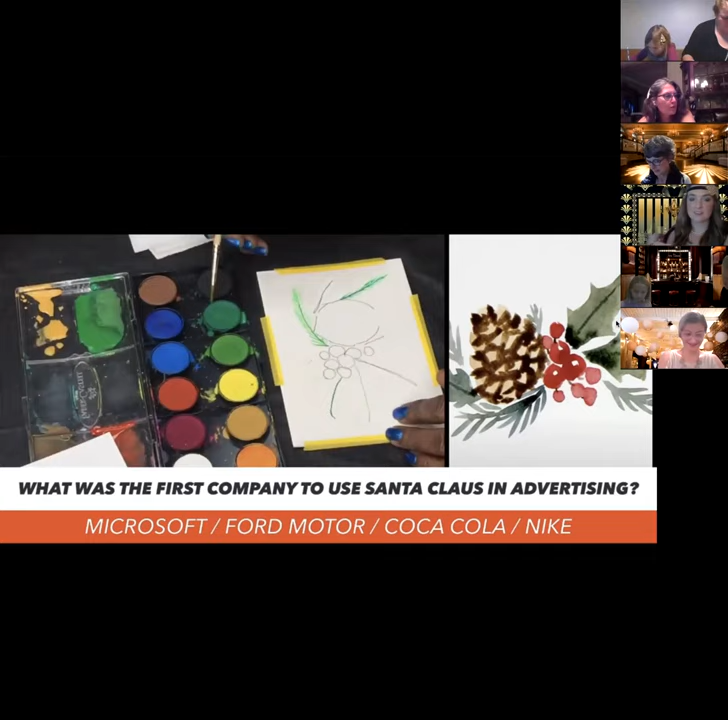 WHAT WAS THE FIRST COMPANY TO USE SANTA CLAUS IN ADVERTISING?
MICROSOFT / FORD MOTOR / COCA COLA / NIKE